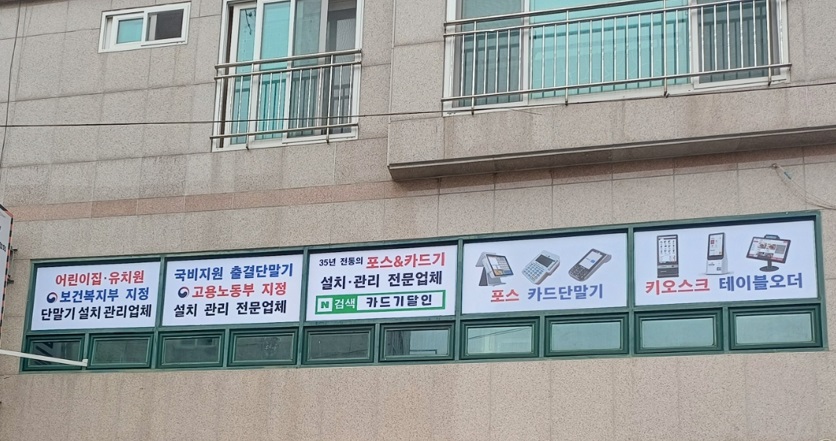 어린이집·유치원
보건복지부 지정
단말기 설치 관리업체
국비지원 출결단말기
고용노동부 지정
설치 관리 전문업체
35년 전통의 포스&카드기
설치·관리 전문업체
N 검색 카드기달인
포스 카드단말기
키오스크 테이블오더